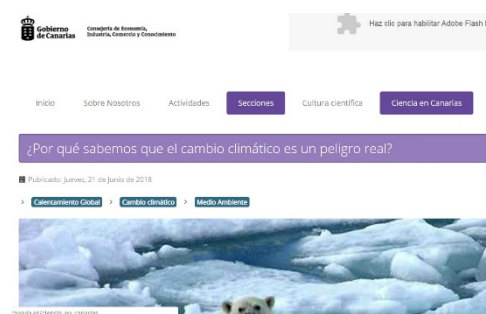 Gobierno
de Canarias
Consejería de Economía,
Industria, Comercio y Conocimiento
Haz clic para habilitar Adobe Flash
Inicio
Sobre Nosotros
Actividades
Secciones
Cultura científica
Ciencia en Canarias
¿Por qué sabemos que el cambio climático es un peligro real?
Publicado: Jueves, 21 de Junio de 2018
> Calentamiento Global > Cambio climático > Medio Ambiente